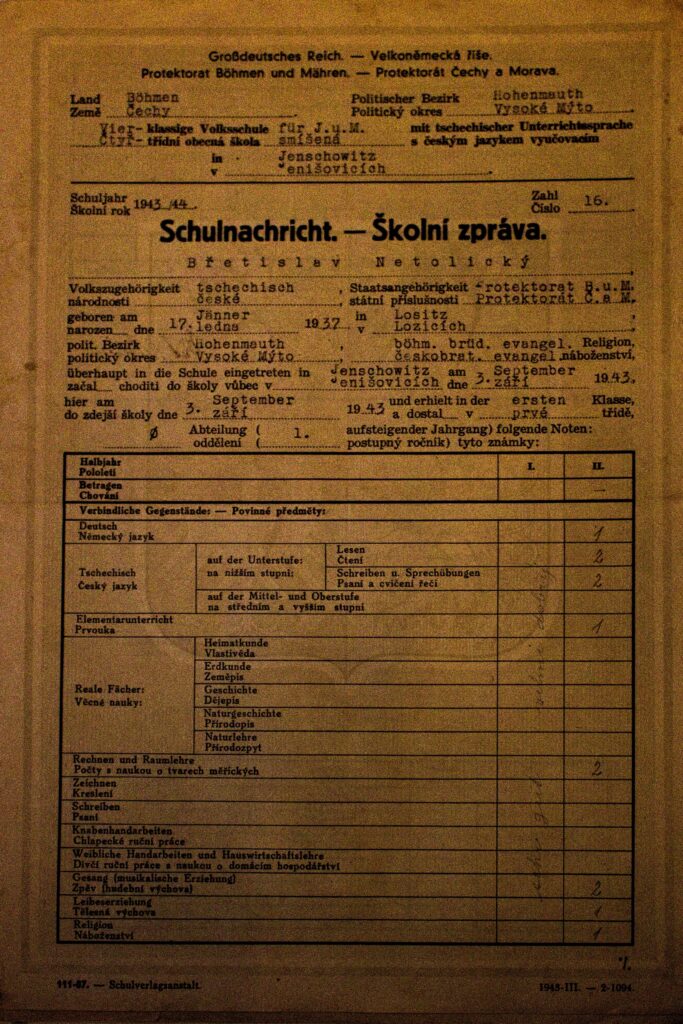 Großdeutsches Reich. — Velkoněmecká říše.
Protektorat Böhmen und Mähren. — Protektorát Čechy a Morava.
Land Böhmen Politischer Bezirk Hohenmauth
Země Čechy Politický okres Vysoké Mýto
Vier- klassige Volksschule für J.u.M. mit tschechischer Unterrichtssprache
Čtyř- třídní obecná škola smíšená s českým jazykem vyučovacím
in Jenschowitz
v Jenišovicích
Schuljahr Zahl
Školní rok 1943/44. Číslo 16.
Schulnachricht. — Školní zpráva.
Břetislav Netolický
Volkszugehörigkeit tschechisch, Staatsangehörigkeit Protektorat B.u.M.
národnosti české, státní příslušnosti Protektorát Č.a M.
geboren am 17. Jänner 1937 in Lositz,
narozen dne ledna v Lozicích
polit. Bezirk Hohenmauth, böhm. brüd. evangel. Religion,
politický okres Vysoké Mýto, českobrat. evangel. náboženství,
überhaupt in die Schule eingetreten in Jenschowitz am 3. September
začal choditi do školy vůbec v Jenišovicích dne září 1943,
hier am 3. September 1943 und erhielt in der ersten Klasse,
do zdejší školy dne září a dostal v prvé třídě,
Ø Abteilung ( 1. aufsteigender Jahrgang) folgende Noten:
oddělení ( postupný ročník) tyto známky:
Halbjahr I. II.
Pololetí
Betragen —
Chování
Verbindliche Gegenstände: — Povinné předměty:
Deutsch 1
Německý jazyk
Tschechisch
Český jazyk
auf der Unterstufe:
na nižším stupni:
Lesen 2
Čtení
Schreiben u. Sprechübungen 2
Psaní a cvičení řeči
auf der Mittel- und Oberstufe
na středním a vyšším stupni
Elementarunterricht 1
Prvouka
Reale Fächer:
Věcné nauky:
Heimatkunde
Vlastivěda
Erdkunde
Zeměpis
Geschichte
Dějepis
Naturgeschichte
Přírodopis
Naturlehre
Přírodozpyt
Rechnen und Raumlehre 2
Počty s naukou o tvarech měřických
Zeichnen
Kreslení
Schreiben
Psaní
Knabenhandarbeiten
Chlapecké ruční práce
Weibliche Handarbeiten und Hauswirtschaftslehre
Dívčí ruční práce s naukou o domácím hospodářství
Gesang (musikalische Erziehung) 2
Zpěv (hudební výchova)
Leibeserziehung 1
Tělesná výchova
Religion 1
Náboženství
111-87. — Schulverlagsanstalt. 1943-III. — 2-1094.